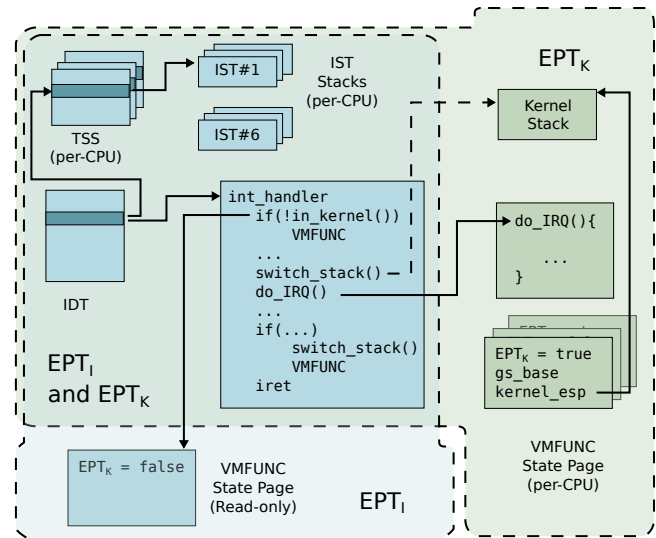 IST#1
IST
Stacks
(per-CPU)
EPTK
TSS
(per-CPU)
IST#6
Kernel
Stack
int_handler
if(!in_kernel())
VMFUNC
...
switch_stack()
do_IRQ()
...
if(...)
switch_stack()
VMFUNC
iret
do_IRQ(){
...
}
IDT
EPTI
and EPTK
EPTK = true
gs_base
kernel_esp
EPTK = false
VMFUNC
State Page
(Read-only)
EPTI
VMFUNC
State Page
(per-CPU)